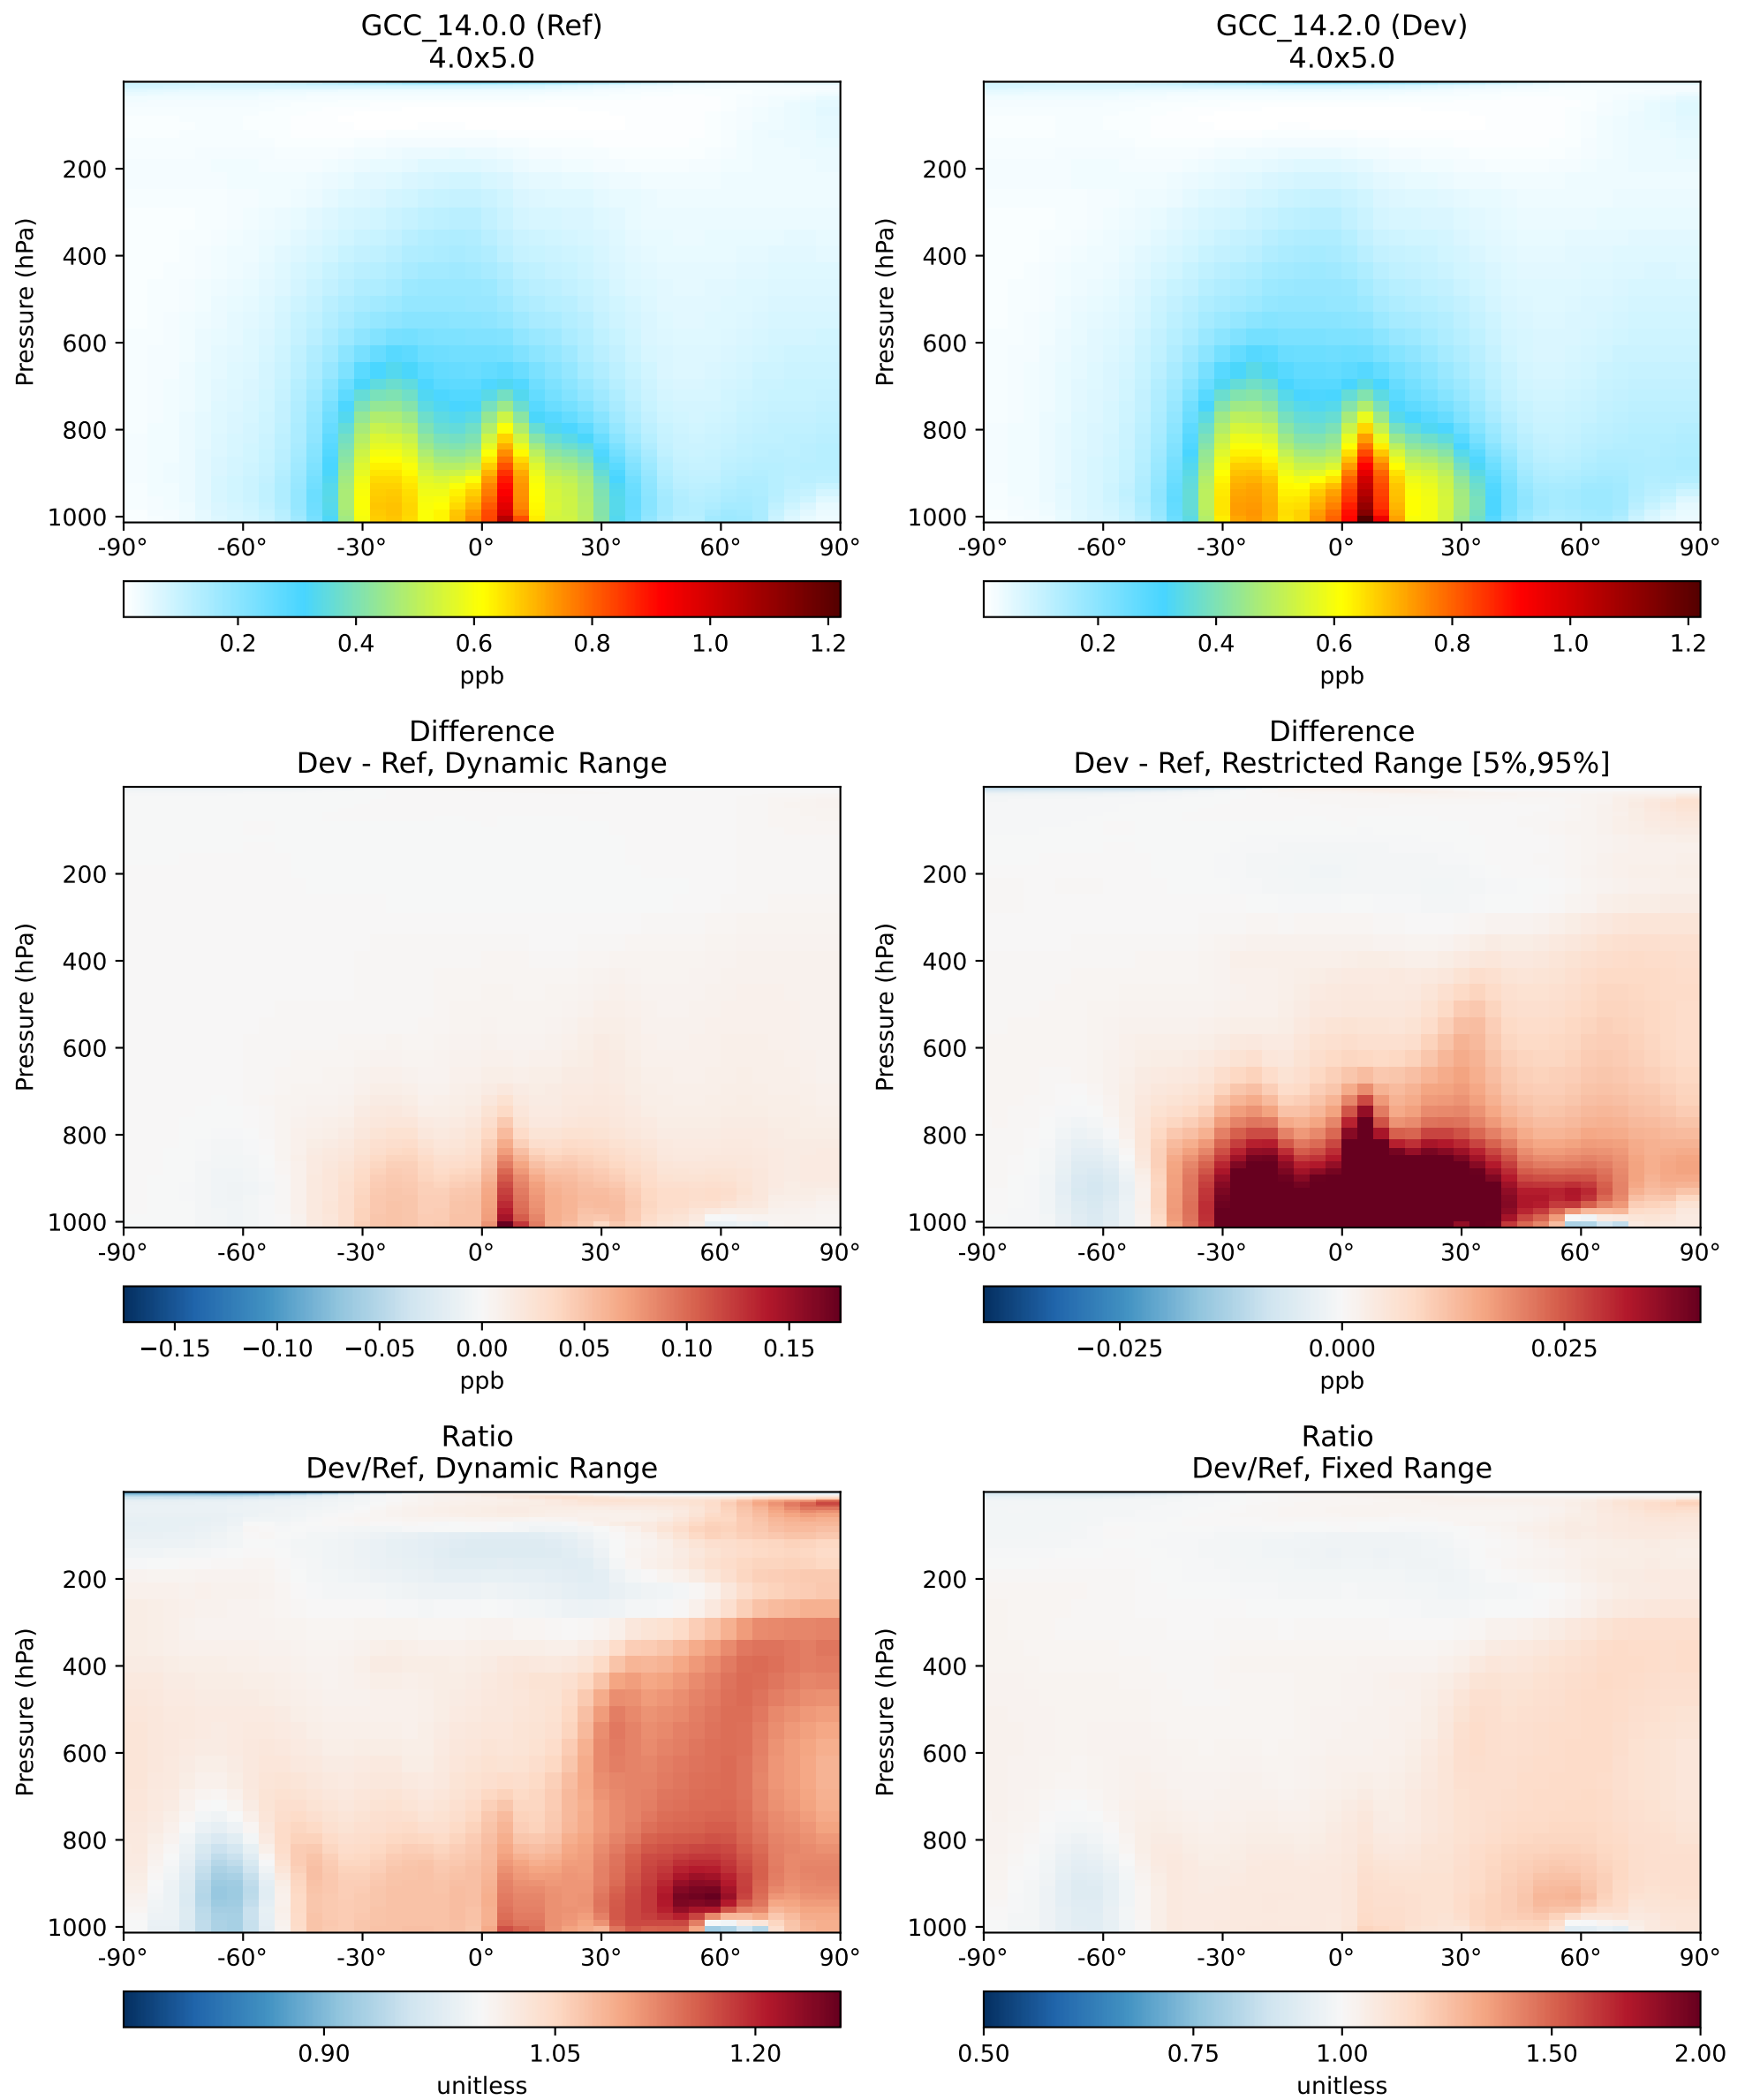 GCC_14.0.0 (Ref)
4.0x5.0
Pressure (hPa)
200
400
600
800
1000
-90° -60° -30° 0° 30° 60° 90°
0.2 0.4 0.6 0.8 1.0 1.2
ppb
GCC_14.2.0 (Dev)
4.0x5.0
Pressure (hPa)
200
400
600
800
1000
-90° -60° -30° 0° 30° 60° 90°
0.2 0.4 0.6 0.8 1.0 1.2
ppb
Difference
Dev - Ref, Dynamic Range
Pressure (hPa)
200
400
600
800
1000
-90° -60° -30° 0° 30° 60° 90°
−0.15 −0.10 −0.05 0.00 0.05 0.10 0.15
ppb
Difference
Dev - Ref, Restricted Range [5%,95%]
Pressure (hPa)
200
400
600
800
1000
-90° -60° -30° 0° 30° 60° 90°
−0.025 0.000 0.025
ppb
Ratio
Dev/Ref, Dynamic Range
Pressure (hPa)
200
400
600
800
1000
-90° -60° -30° 0° 30° 60° 90°
0.90 1.05 1.20
unitless
Ratio
Dev/Ref, Fixed Range
Pressure (hPa)
200
400
600
800
1000
-90° -60° -30° 0° 30° 60° 90°
0.50 0.75 1.00 1.50 2.00
unitless